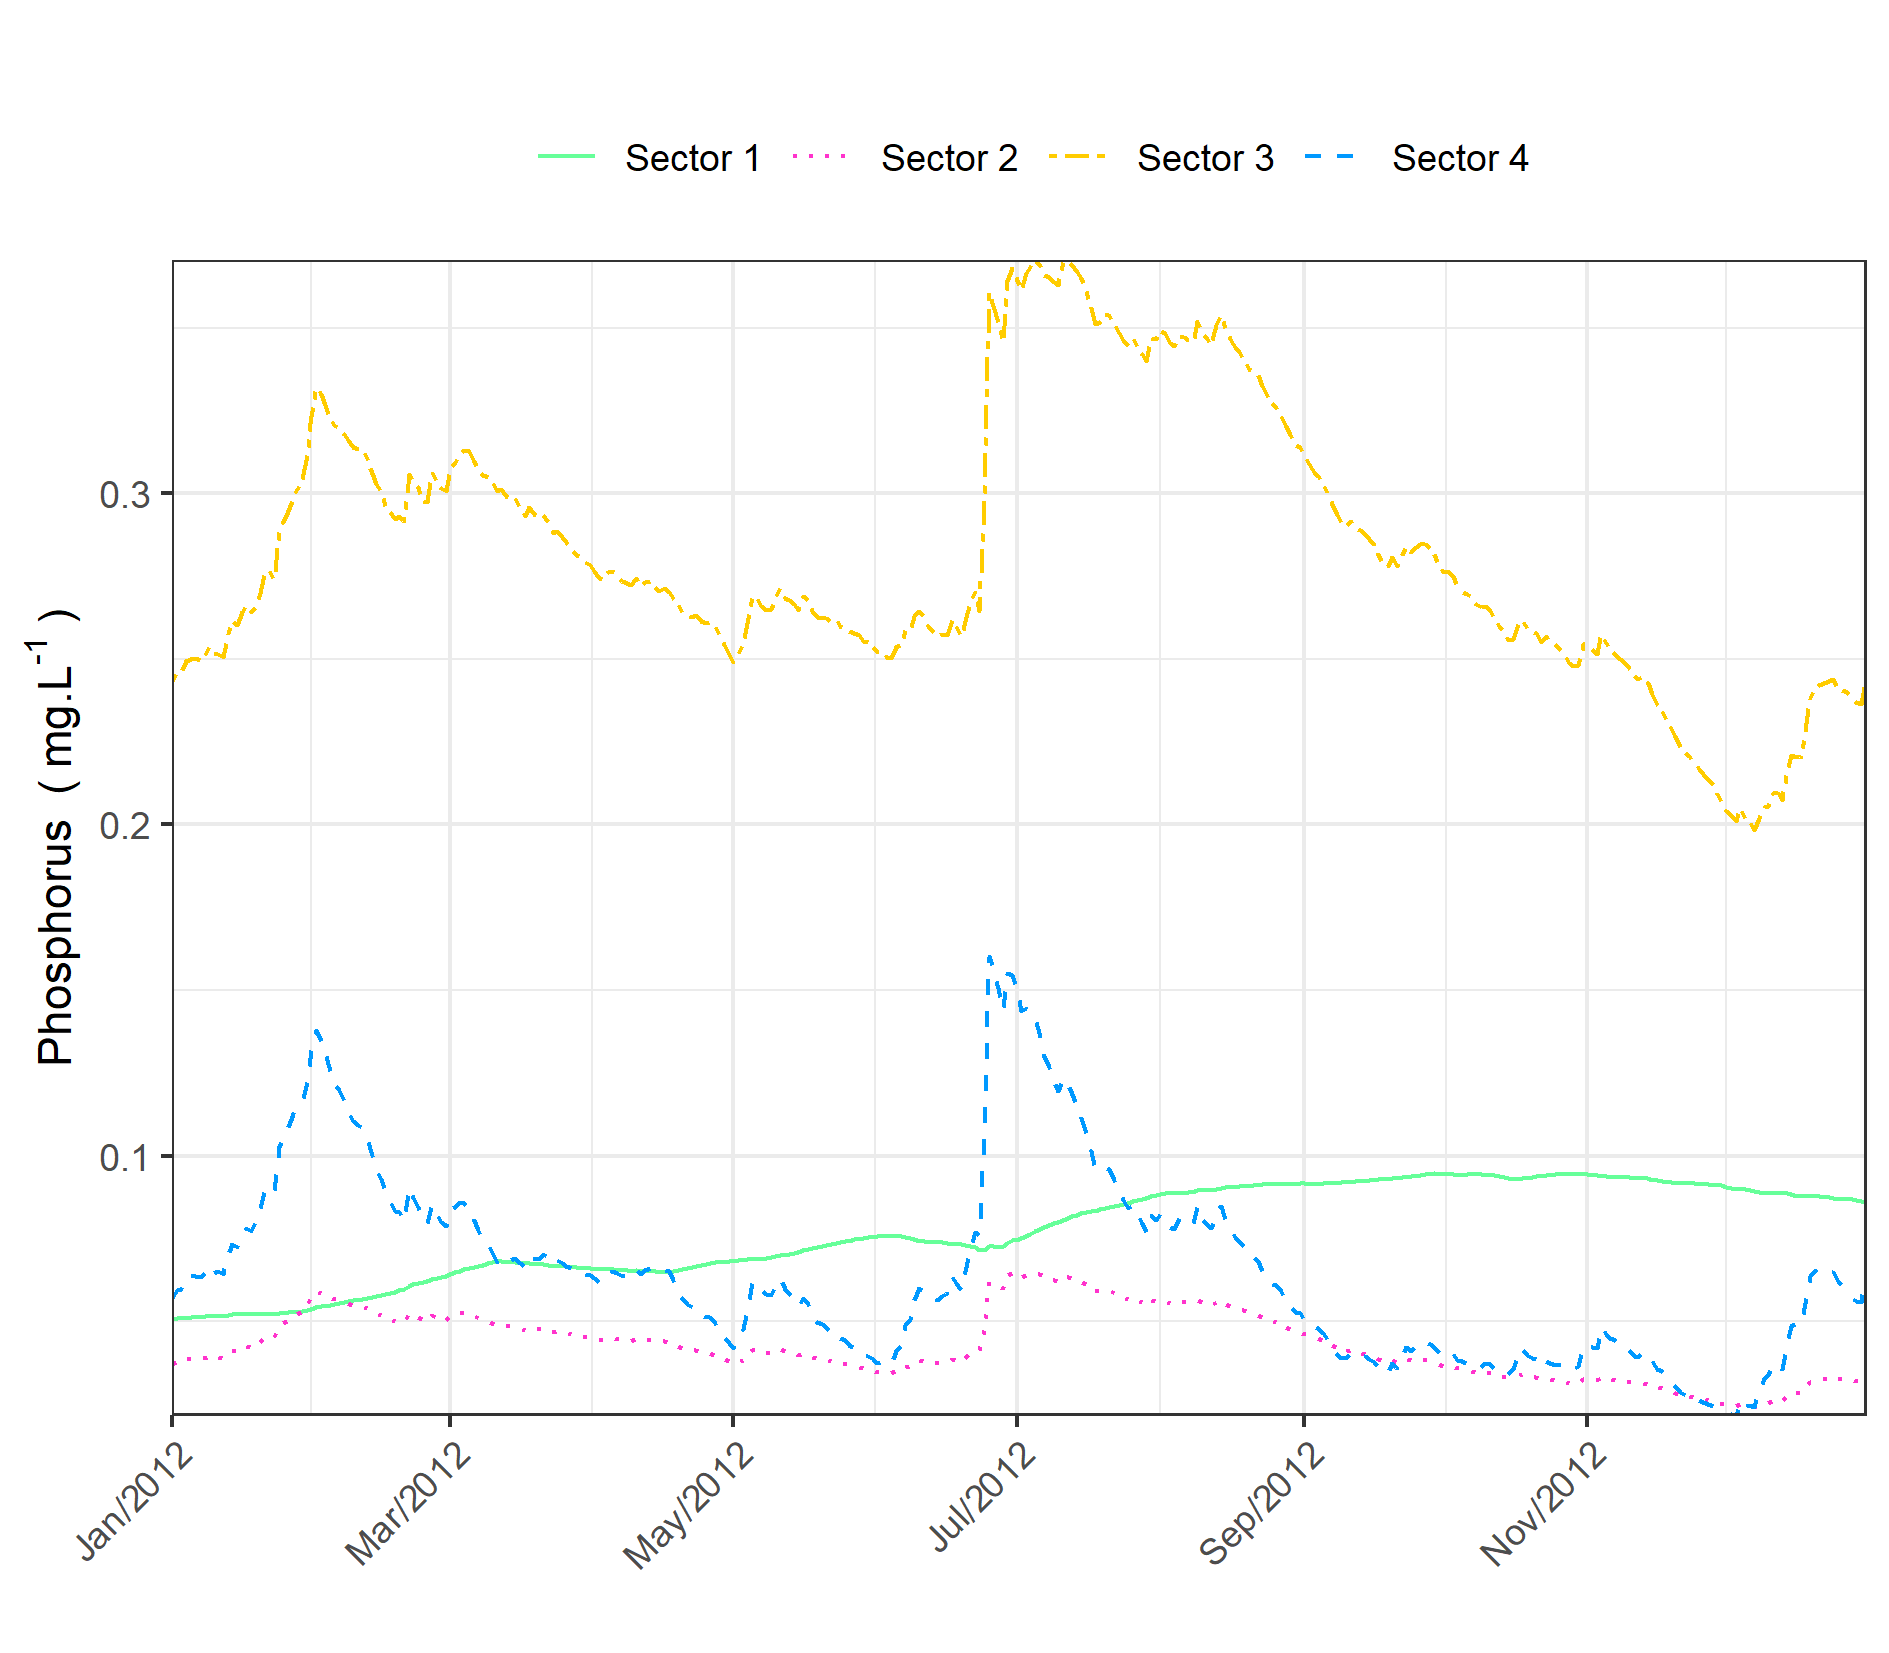 Sector 1 Sector 2 Sector 3 Sector 4
Phosphorus ( mg.L-1 )
0.3
0.2
0.1
Jan/2012 Mar/2012 May/2012 Jul/2012 Sep/2012 Nov/2012